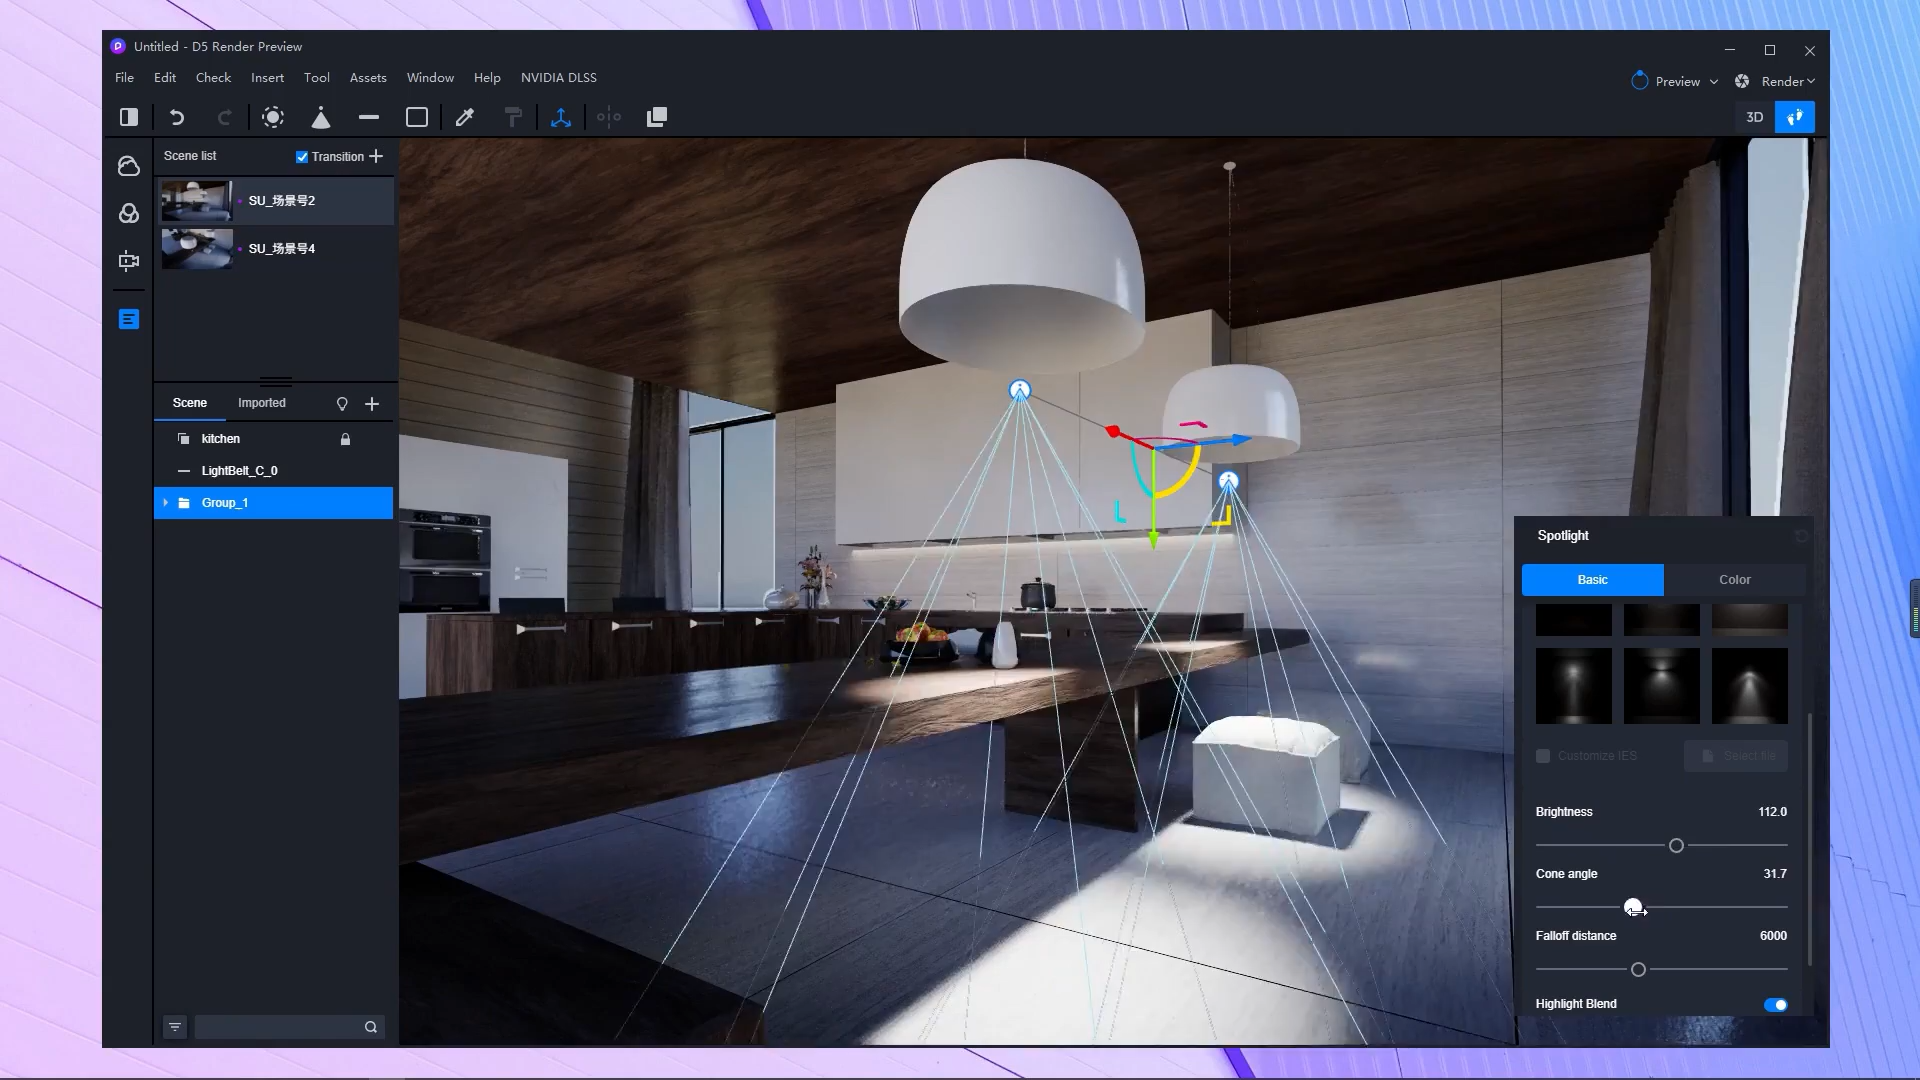 Untitled - D5 Render Preview
File Edit Check Insert Tool Assets Window Help NVIDIA DLSS
Preview Render
3D
Scene list Transition
SU_场景号2
SU_场景号4
Scene Imported
kitchen
LightBelt_C_0
Group_1
Spotlight
Basic Color
Customize IES Select file
Brightness 112.0
Cone angle 31.7
Falloff distance 6000
Highlight Blend